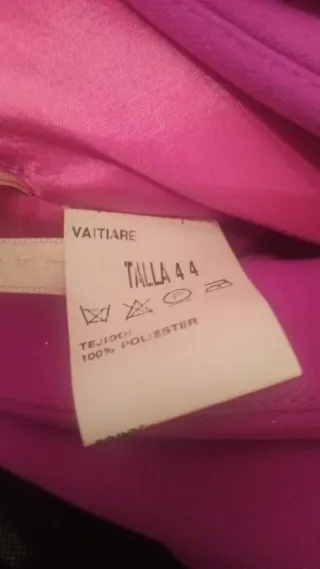 VAITIARE
TALLA 44
P
TEJIDO:
100% POLIESTER